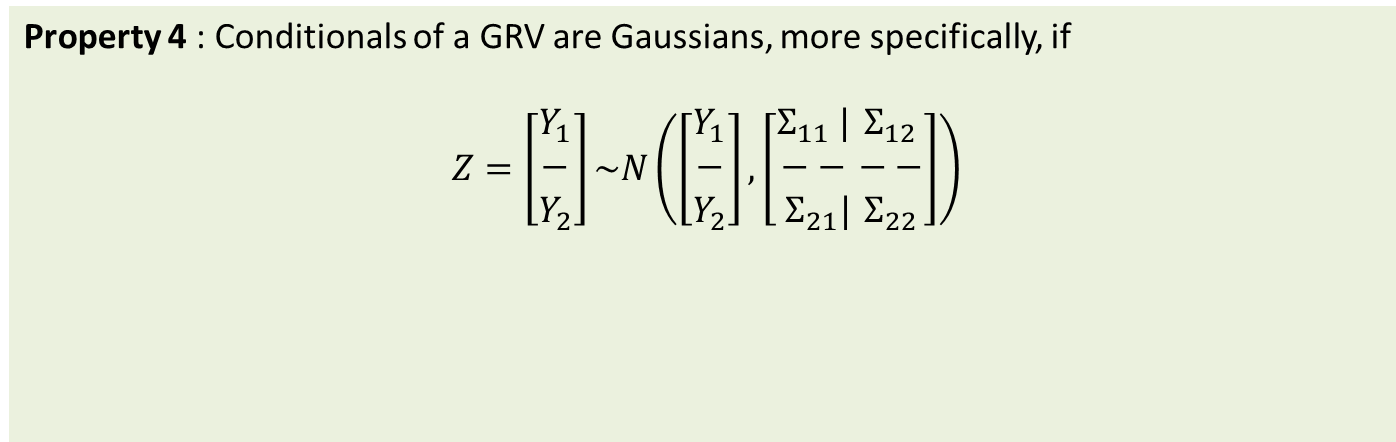 Property 4 : Conditionals of a GRV are Gaussians, more specifically, if
Z = [Y₁ — Y₂] ~N ([Y₁ — Y₂], [Σ₁₁ | Σ₁₂ — — — — Σ₂₁| Σ₂₂])